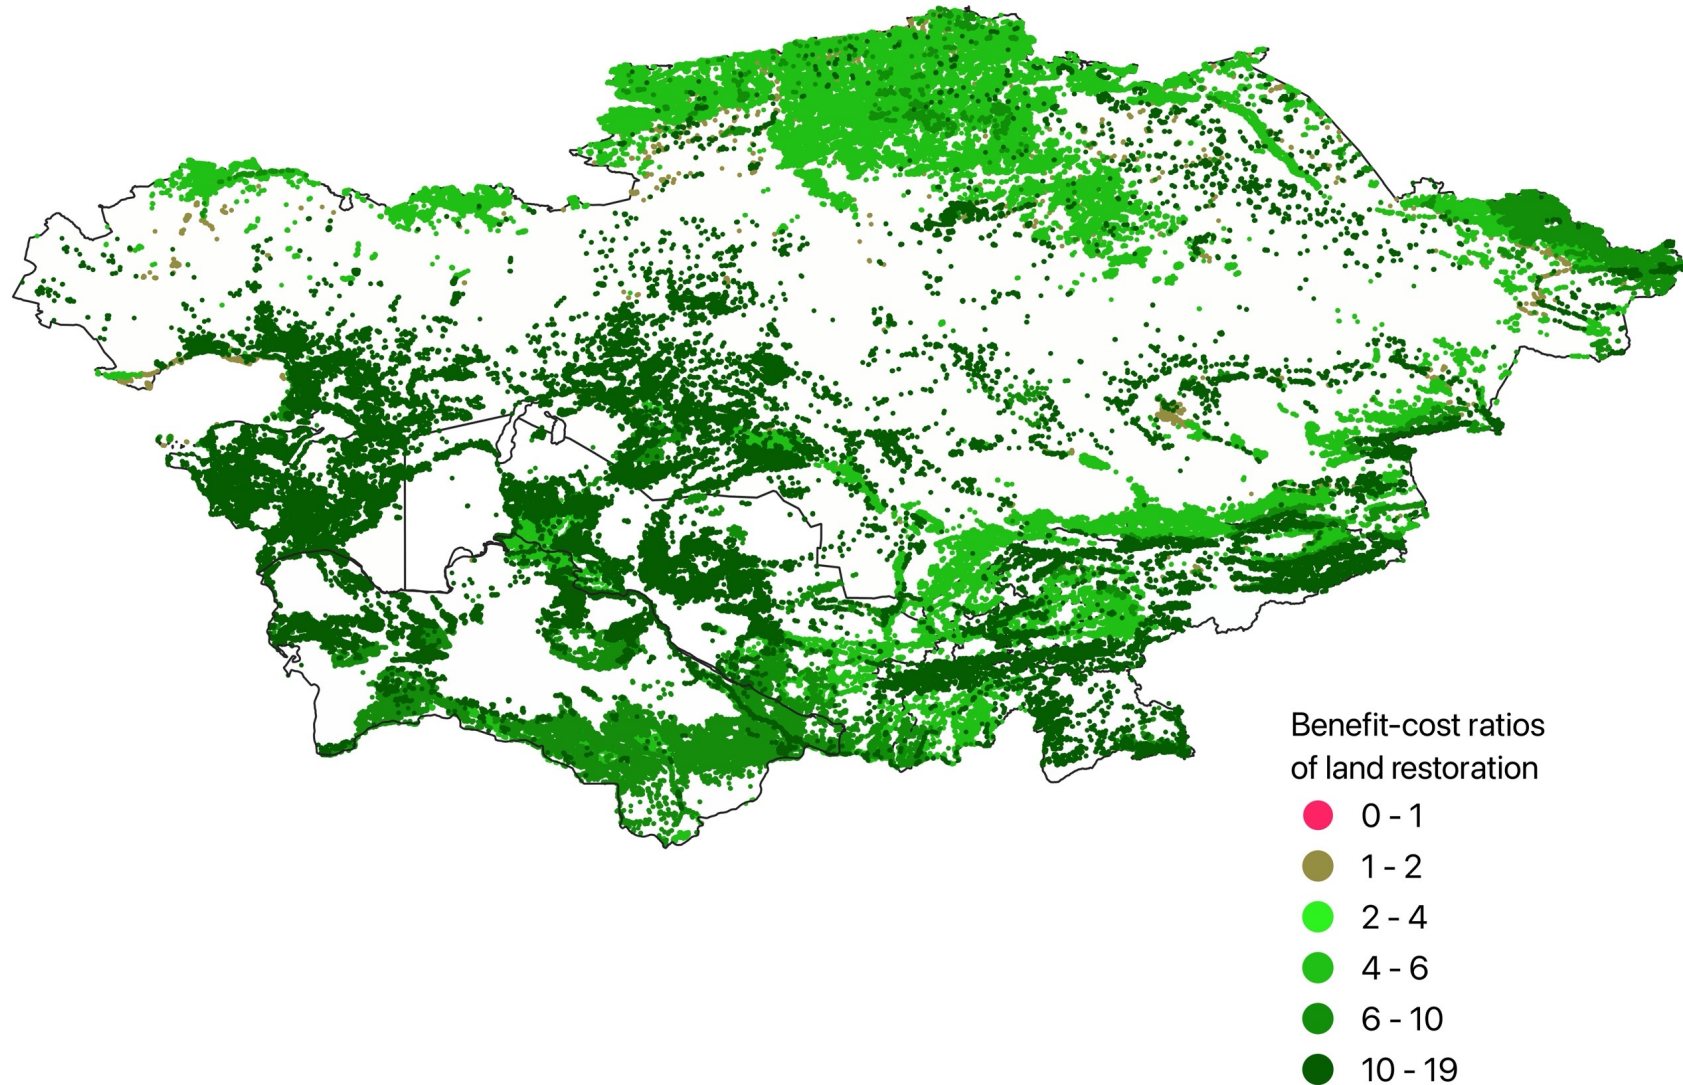 Benefit-cost ratios
of land restoration
0 - 1
1 - 2
2 - 4
4 - 6
6 - 10
10 - 19